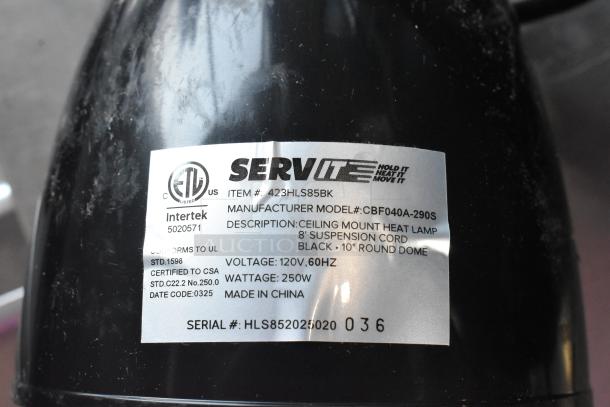 SERVIT HOLD IT HEAT IT MOVE IT
C ETL US
LISTED
Intertek
5020571
CONFORMS TO UL
STD.1598
CERTIFIED TO CSA
STD.C22.2 No.250.0
DATE CODE:0325
ITEM #: 423HLS85BK
MANUFACTURER MODEL#:CBF040A-290S
DESCRIPTION:CEILING MOUNT HEAT LAMP
8' SUSPENSION CORD
BLACK • 10" ROUND DOME
VOLTAGE: 120V,60HZ
WATTAGE: 250W
MADE IN CHINA
SERIAL #: HLS852025020 036